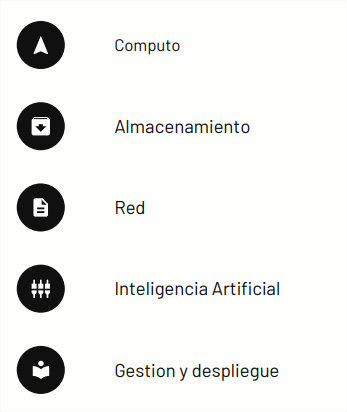 Computo
Almacenamiento
Red
Inteligencia Artificial
Gestion y despliegue